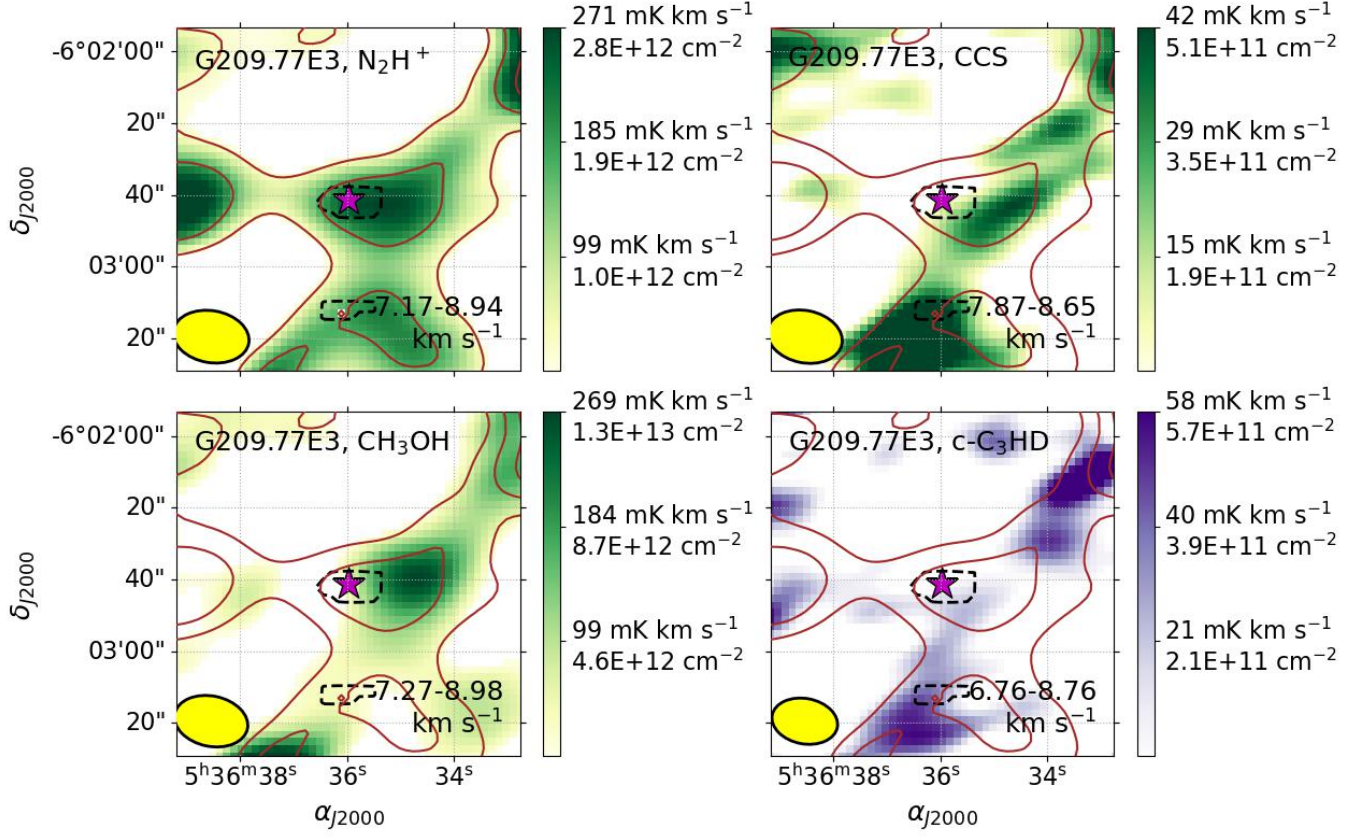 G209.77E3, N₂H⁺
-6°02'00"
20"
40"
03'00"
20"
δJ2000
7.17-8.94
km s⁻¹
271 mK km s⁻¹
2.8E+12 cm⁻²
185 mK km s⁻¹
1.9E+12 cm⁻²
99 mK km s⁻¹
1.0E+12 cm⁻²
G209.77E3, CCS
7.87-8.65
km s⁻¹
42 mK km s⁻¹
5.1E+11 cm⁻²
29 mK km s⁻¹
3.5E+11 cm⁻²
15 mK km s⁻¹
1.9E+11 cm⁻²
G209.77E3, CH₃OH
-6°02'00"
20"
40"
03'00"
20"
δJ2000
7.27-8.98
km s⁻¹
5ʰ36ᵐ38ˢ
36ˢ
34ˢ
αJ2000
269 mK km s⁻¹
1.3E+13 cm⁻²
184 mK km s⁻¹
8.7E+12 cm⁻²
99 mK km s⁻¹
4.6E+12 cm⁻²
G209.77E3, c-C₃HD
6.76-8.76
km s⁻¹
5ʰ36ᵐ38ˢ
36ˢ
34ˢ
αJ2000
58 mK km s⁻¹
5.7E+11 cm⁻²
40 mK km s⁻¹
3.9E+11 cm⁻²
21 mK km s⁻¹
2.1E+11 cm⁻²